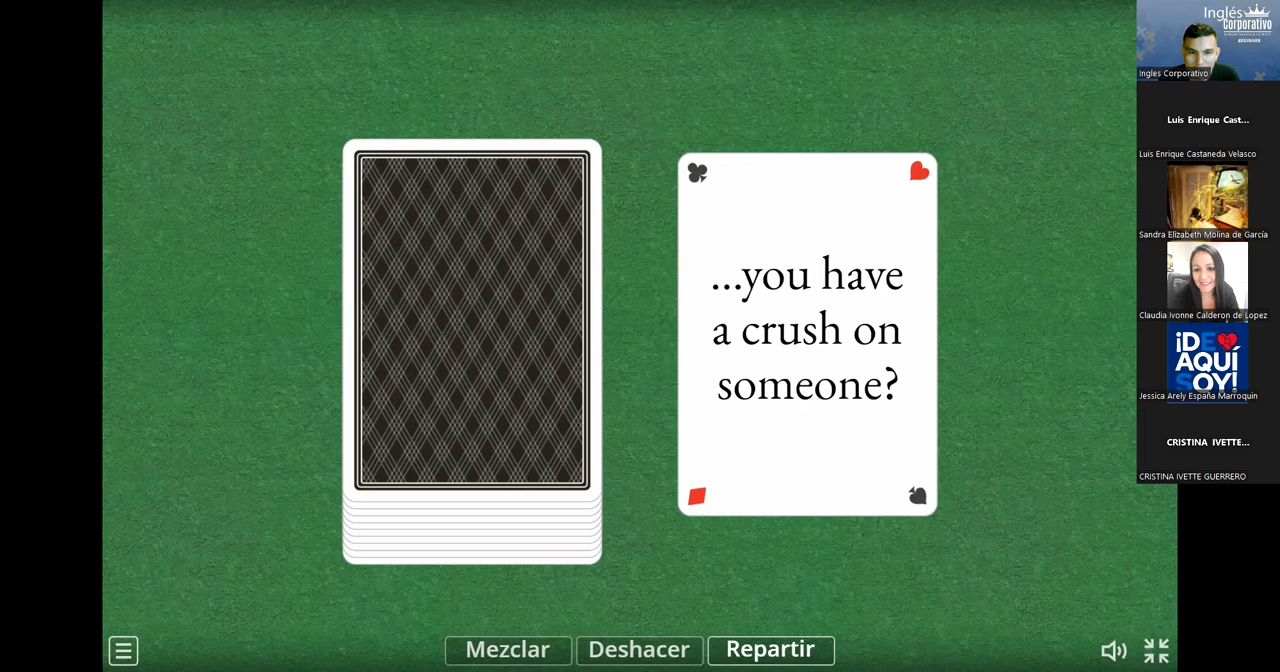 ...you have
a crush on
someone?
Mezclar
Deshacer
Repartir
Inglés
Corporativo
BEGINNER
Ingles Corporativo
Luis Enrique Cast...
Luis Enrique Castaneda Velasco
Sandra Elizabeth Molina de García
Claudia Ivonne Calderon de Lopez
¡DE
AQUÍ
SOY!
Jessica Arely España Marroquin
CRISTINA IVETTE...
CRISTINA IVETTE GUERRERO